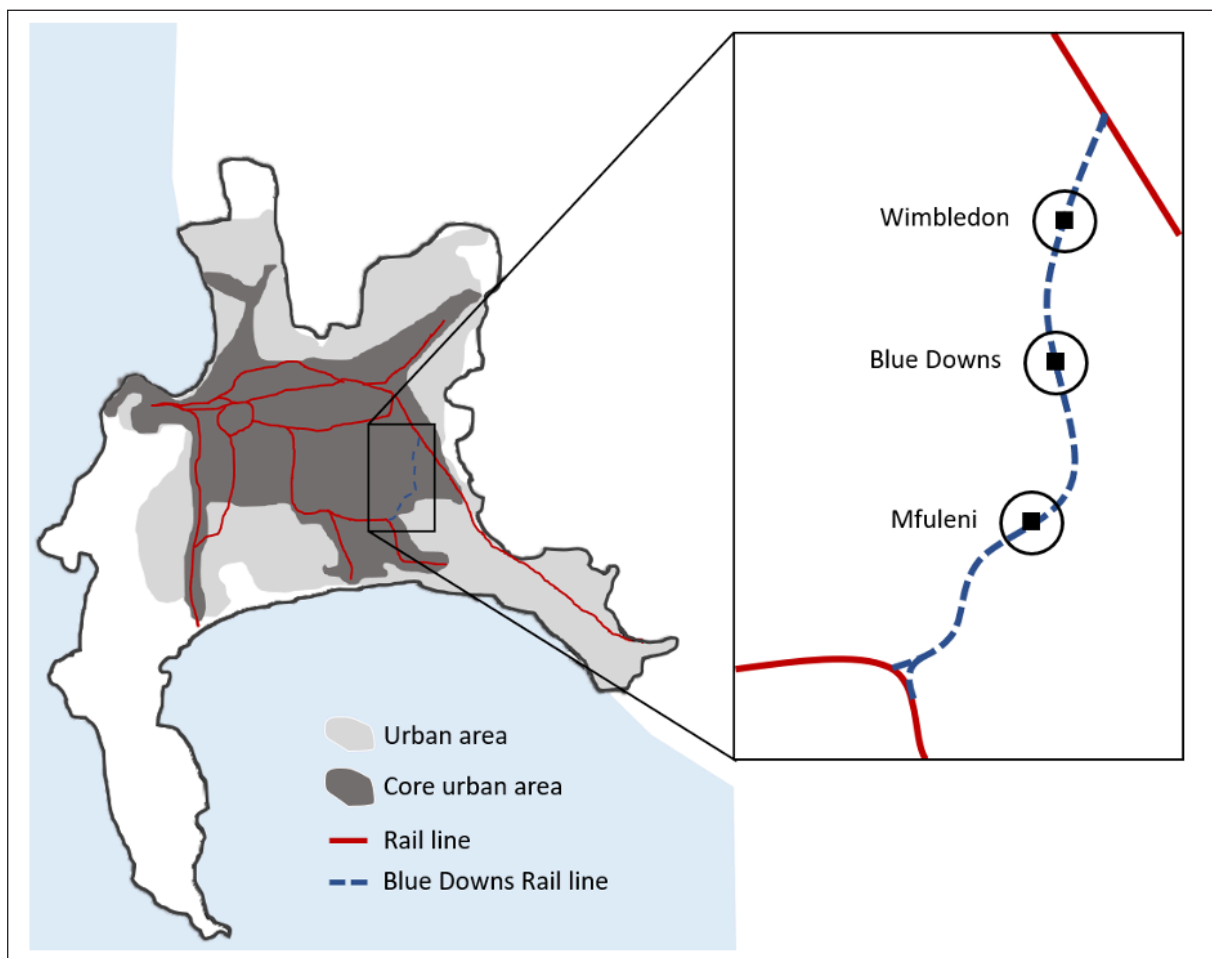 Wimbledon
Blue Downs
Mfuleni
Urban area
Core urban area
Rail line
Blue Downs Rail line